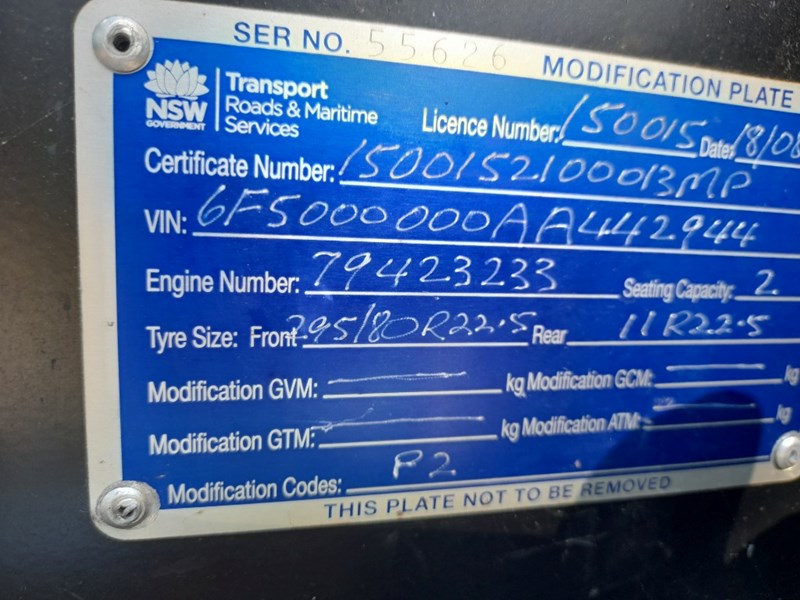 SER NO. 55626 MODIFICATION PLATE
NSW GOVERNMENT
Transport
Roads & Maritime
Services
Licence Number: 150015 Date: 18/08
Certificate Number: 1500152100013MP
VIN: 6F5000000AA442944
Engine Number: 79423233 Seating Capacity: 2
Tyre Size: Front 295/80R22.5 Rear 11R22.5
Modification GVM: kg Modification GCM: kg
Modification GTM: kg Modification ATM: kg
Modification Codes: P2
THIS PLATE NOT TO BE REMOVED